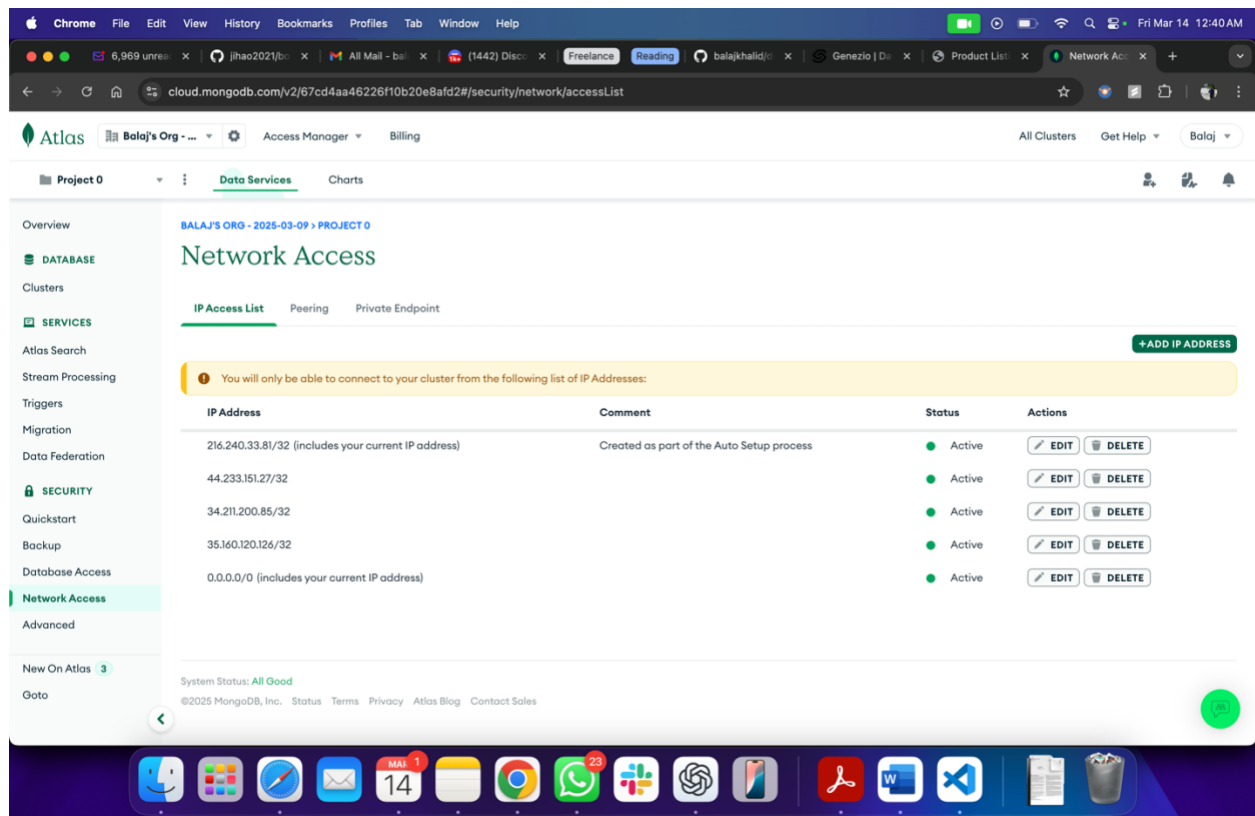 Chrome File Edit View History Bookmarks Profiles Tab Window Help Fri Mar 14 12:40 AM
6,969 unrea jihao2021/bo All Mail - bal (1442) Disco Freelance Reading balajkhalid/d Genezio | Da Product Listi Network Acc
cloud.mongodb.com/v2/67cd4aa46226f10b20e8afd2#/security/network/accessList
Atlas Balaj's Org - ... Access Manager Billing All Clusters Get Help Balaj
Project 0 Data Services Charts
Overview
DATABASE
Clusters
SERVICES
Atlas Search
Stream Processing
Triggers
Migration
Data Federation
SECURITY
Quickstart
Backup
Database Access
Network Access
Advanced
New On Atlas 3
Goto
BALAJ'S ORG - 2025-03-09 > PROJECT 0
Network Access
IP Access List Peering Private Endpoint
+ADD IP ADDRESS
You will only be able to connect to your cluster from the following list of IP Addresses:
IP Address Comment Status Actions
216.240.33.81/32 (includes your current IP address) Created as part of the Auto Setup process Active EDIT DELETE
44.233.151.27/32 Active EDIT DELETE
34.211.200.85/32 Active EDIT DELETE
35.160.120.126/32 Active EDIT DELETE
0.0.0.0/0 (includes your current IP address) Active EDIT DELETE
System Status: All Good
©2025 MongoDB, Inc. Status Terms Privacy Atlas Blog Contact Sales
MAR 1
14
23
W